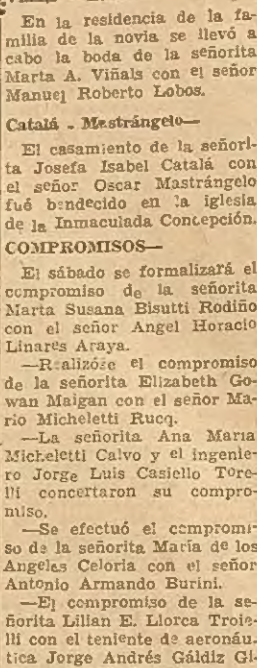 En la residencia de la fa-
milia de la novia se llevó a
cabo la boda de la señorita
Marta A. Viñals con el señor
Manuel Roberto Lobos.
Catalá - Mastrángelo—
El casamiento de la señori-
ta Josefa Isabel Catalá con
el señor Oscar Mastrángelo
fué bendecido en la iglesia
de la Inmaculada Concepción.
COMPROMISOS—
El sábado se formalizará el
compromiso de la señorita
Marta Susana Bisutti Rodiño
con el señor Angel Horacio
Linares Araya.
—Realizóse el compromiso
de la señorita Elizabeth Go-
wan Maigan con el señor Ma-
rio Micheletti Rucq.
—La señorita Ana María
Micheletti Calvo y el ingenie-
ro Jorge Luis Casiello Tore-
lli concertaron su compro-
miso.
—Se efectuó el compromi-
so de la señorita María de los
Angeles Celoria con el señor
Antonio Armando Burini.
—El compromiso de la se-
ñorita Lilian E. Llorca Troie-
lli con el teniente de aeronáu-
tica Jorge Andrés Gáldiz Gi-